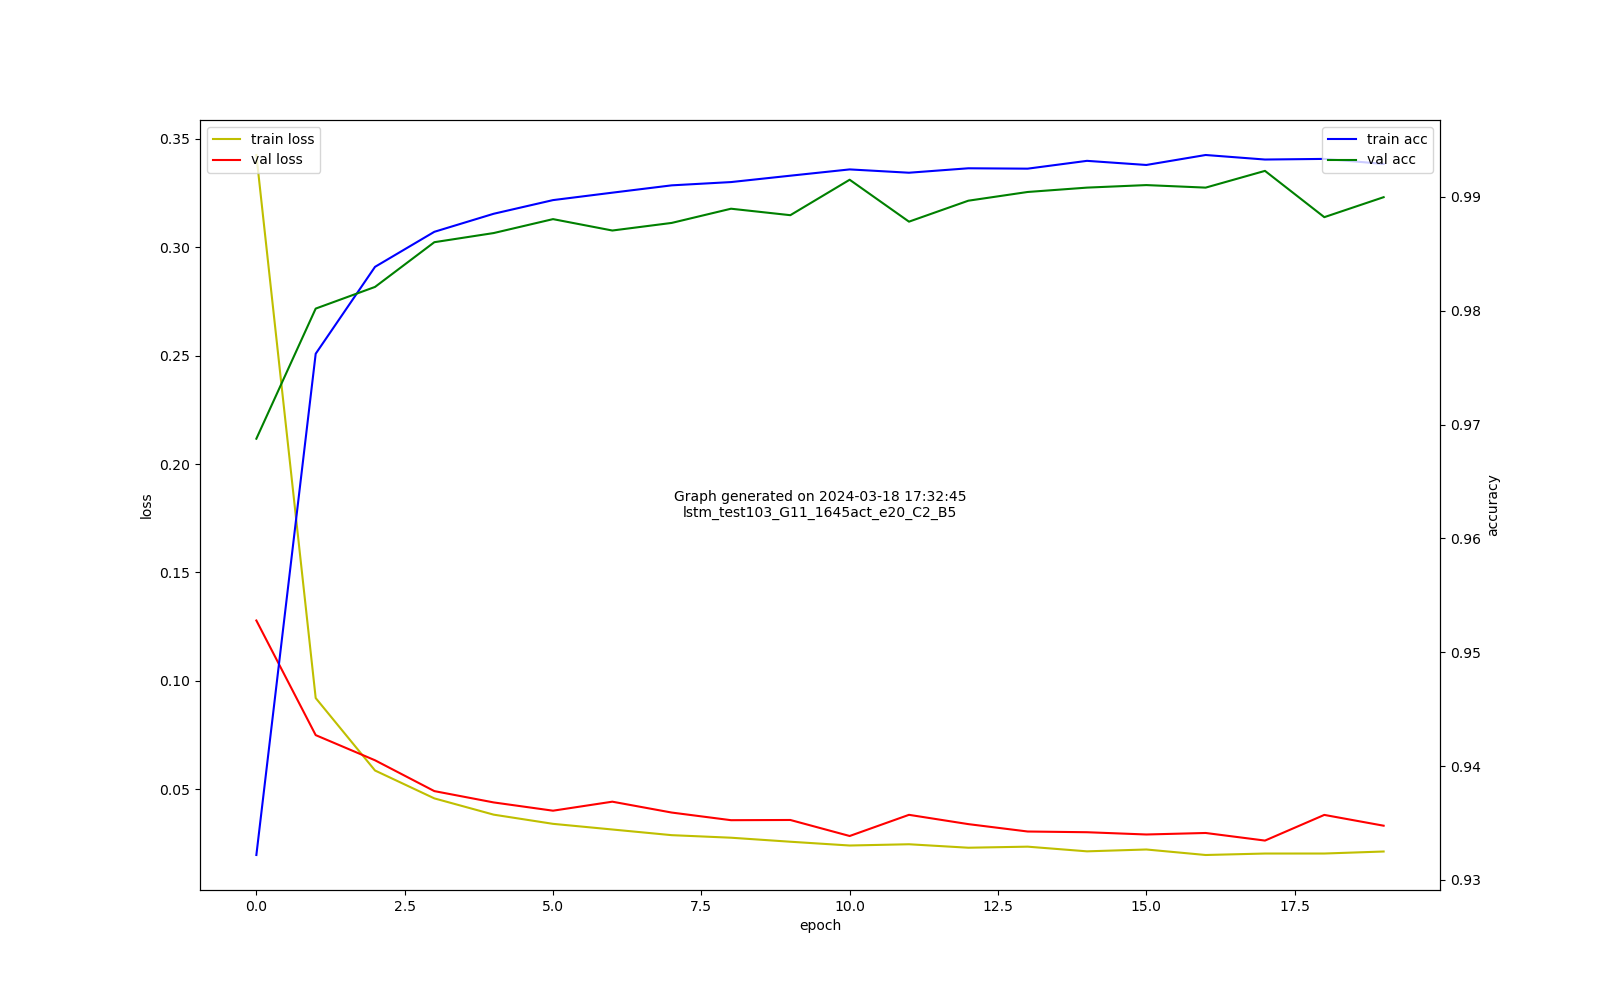 train loss
val loss
train acc
val acc
0.35
0.30
0.25
0.20
0.15
0.10
0.05
loss
0.99
0.98
0.97
0.96
0.95
0.94
0.93
accuracy
Graph generated on 2024-03-18 17:32:45
lstm_test103_G11_1645act_e20_C2_B5
0.0 2.5 5.0 7.5 10.0 12.5 15.0 17.5
epoch